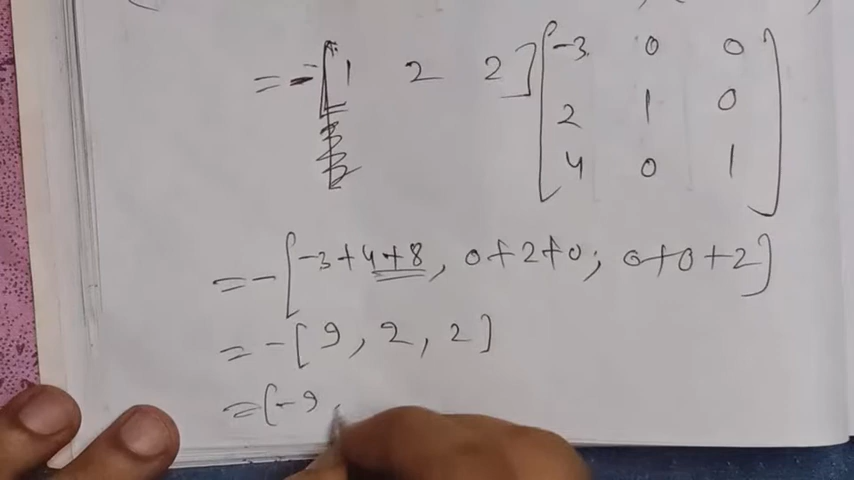 = - [ 1 2 2 ] [ -3 0 0
2 1 0
4 0 1 ]
= - [ -3 + 4 + 8 , 0 + 2 + 0 ; 0 + 0 + 2 ]
= - [ 9 , 2 , 2 ]
= [ -9 ,